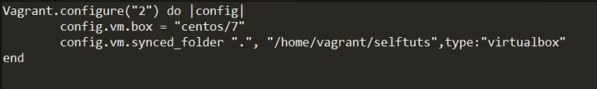 Vagrant.configure("2") do |config|
        config.vm.box = "centos/7"
        config.vm.synced_folder ".", "/home/vagrant/selftuts",type:"virtualbox"
end